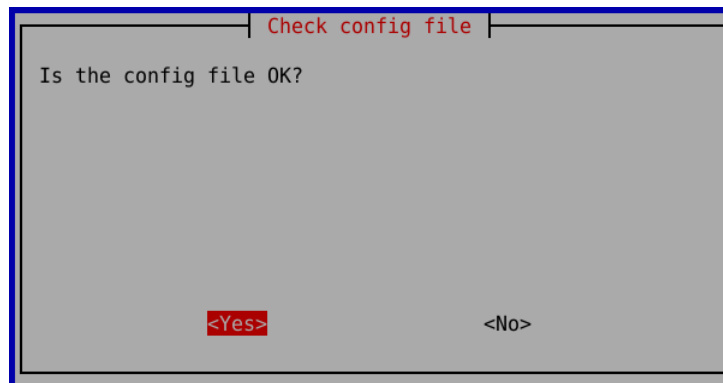 Check config file
Is the config file OK?
<Yes> <No>